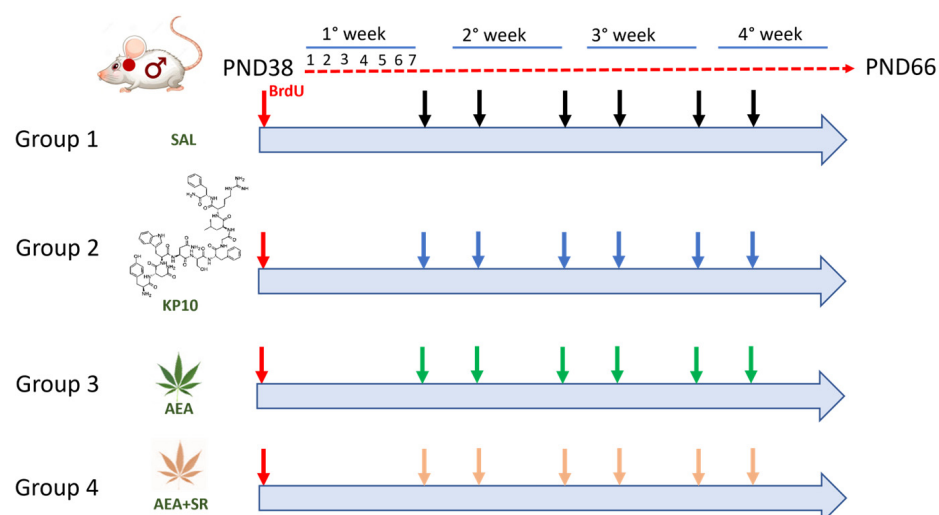 1° week 2° week 3° week 4° week
PND38 1 2 3 4 5 6 7 PND66
BrdU
Group 1 SAL
Group 2
KP10
Group 3
AEA
Group 4
AEA+SR